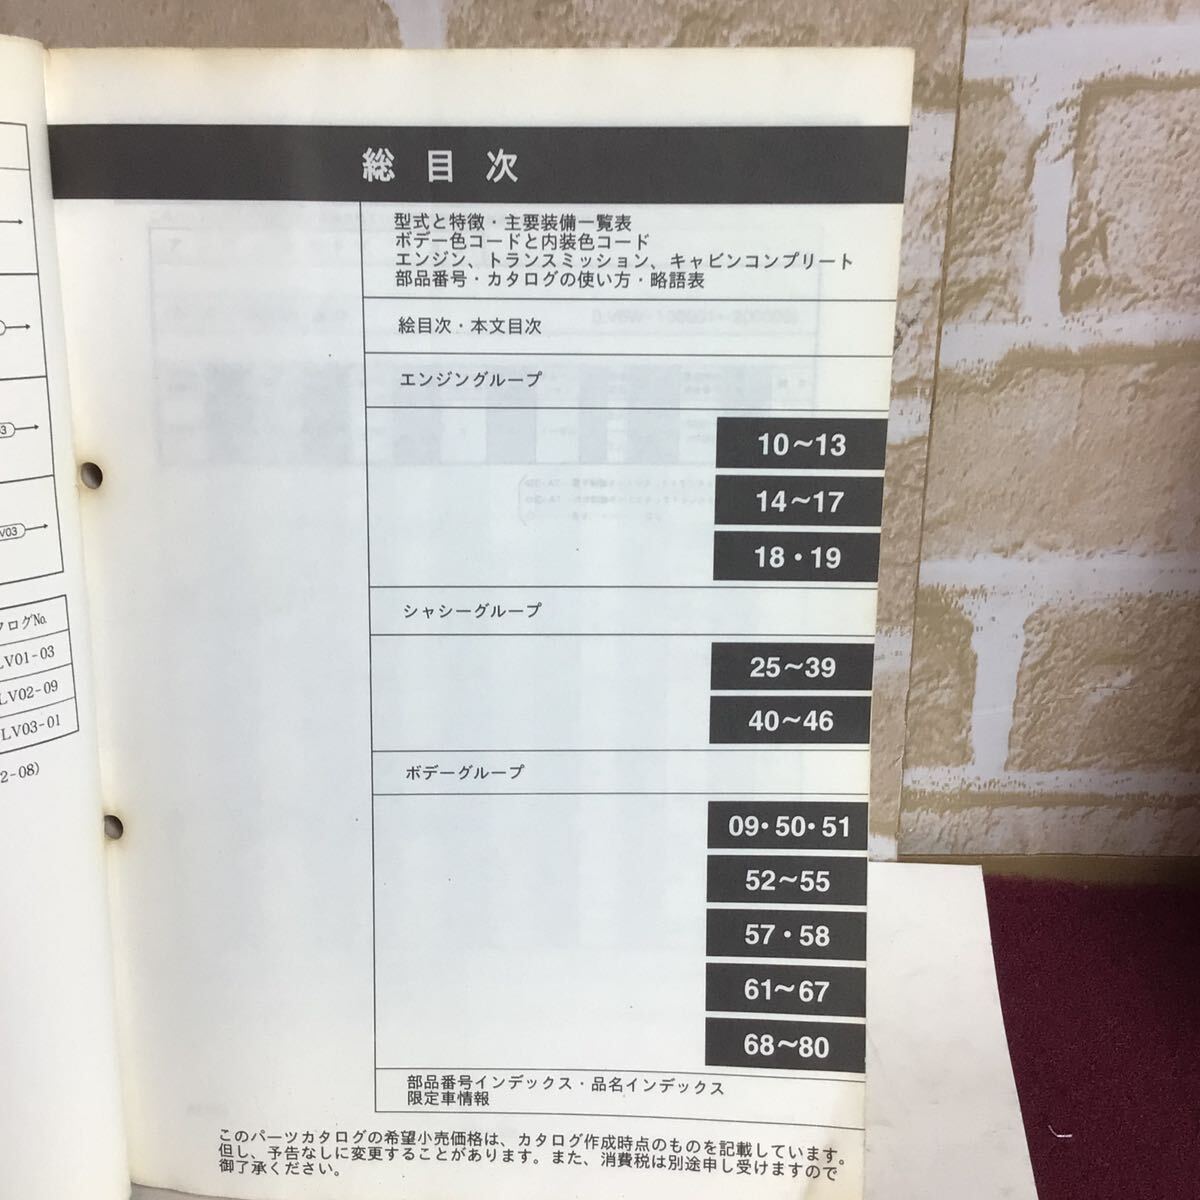 03
V03
ログNo.
LV01-03
LV02-09
LV03-01
2-08)
総目次
型式と特徴・主要装備一覧表
ボデー色コードと内装色コード
エンジン、トランスミッション、キャビンコンプリート
部品番号・カタログの使い方・略語表
絵目次・本文目次
エンジングループ
10〜13
14〜17
18・19
シャシーグループ
25〜39
40〜46
ボデーグループ
09・50・51
52〜55
57・58
61〜67
68〜80
部品番号インデックス・品名インデックス
限定車情報
このパーツカタログの希望小売価格は、カタログ作成時点のものを記載しています。
但し、予告なしに変更することがあります。また、消費税は別途申し受けますので
御了承ください。